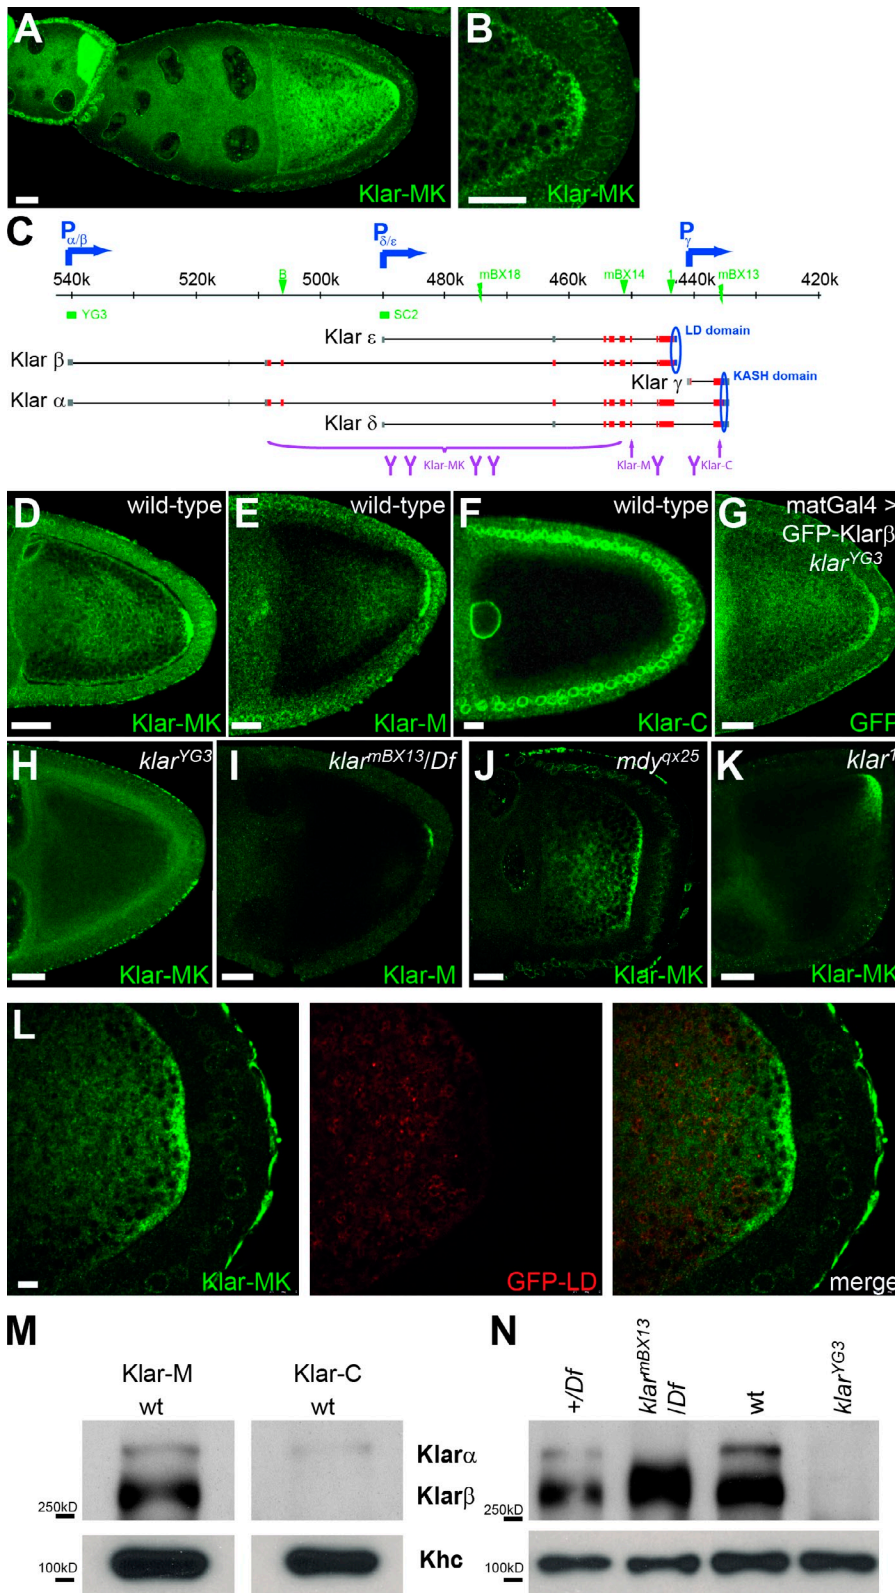 A
Klar-MK
B
Klar-MK
C
Pα/β
Pδ/ε
Pγ
540k
520k
B
500k
480k
mBX18
460k
mBX14
1
440k
mBX13
420k
YG3
SC2
Klar ε
LD domain
Klar β
Klar γ
KASH domain
Klar α
Klar δ
Klar-MK
Klar-M
Klar-C
D
wild-type
Klar-MK
E
wild-type
Klar-M
F
wild-type
Klar-C
G
matGal4 >
GFP-Klarβ
klarYG3
GFP
H
klarYG3
Klar-MK
I
klarmBX13/Df
Klar-M
J
mdyqx25
Klar-MK
K
klar1
Klar-MK
L
Klar-MK
GFP-LD
merge
M
Klar-M
wt
Klar-C
wt
Klarα
Klarβ
250kD
100kD
Khc
N
+/Df
klarmBX13
/Df
wt
klarYG3
250kD
100kD